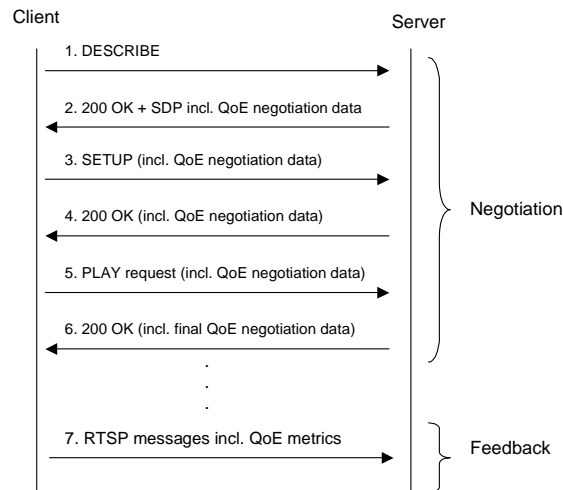 Client
Server
1. DESCRIBE
2. 200 OK + SDP incl. QoE negotiation data
3. SETUP (incl. QoE negotiation data)
4. 200 OK (incl. QoE negotiation data)
Negotiation
5. PLAY request (incl. QoE negotiation data)
6. 200 OK (incl. final QoE negotiation data)
.
.
.
7. RTSP messages incl. QoE metrics
Feedback